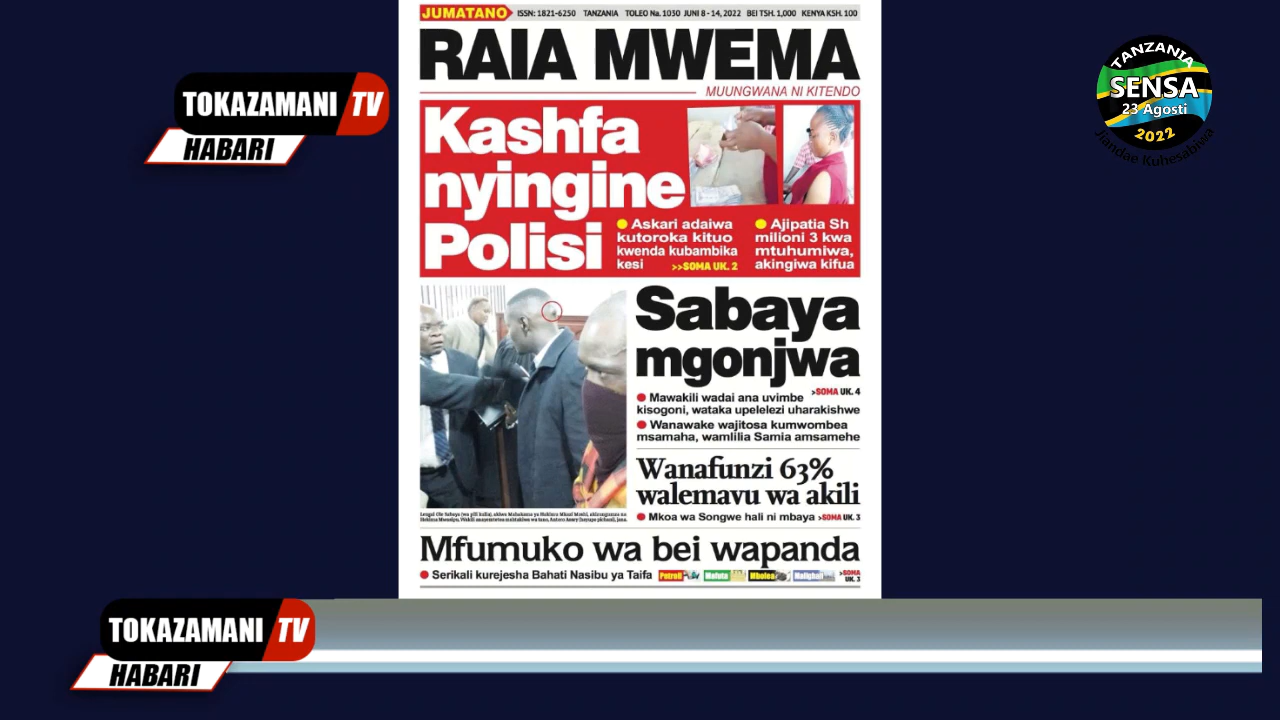 JUMATANO ISSN: 1821-6250 TANZANIA TOLEO Na. 1030 JUNI 8 - 14, 2022 BEI TSH. 1,000 KENYA KSH. 100
RAIA MWEMA
MUUNGWANA NI KITENDO
TOKAZAMANI TV
HABARI
TANZANIA
SENSA
23 Agosti
2022
Jiandae Kuhesabiwa
Kashfa
nyingine
Polisi
Askari adaiwa
kutoroka kituo
kwenda kubambika
kesi >>SOMA UK. 2
Ajipatia Sh
milioni 3 kwa
mtuhumiwa,
akingiwa kifua
Sabaya
mgonjwa
>SOMA UK. 4
Mawakili wadai ana uvimbe
kisogoni, wataka upelelezi uharakishwe
Wanawake wajitosa kumwombea
msamaha, wamlilia Samia amsamehe
Wanafunzi 63%
walemavu wa akili
Mkoa wa Songwe hali ni mbaya >SOMA UK. 3
Mfumuko wa bei wapanda
Serikali kurejesha Bahati Nasibu ya Taifa Petroli Mafuta Mbolea >SOMA
UK. 3
TOKAZAMANI TV
HABARI